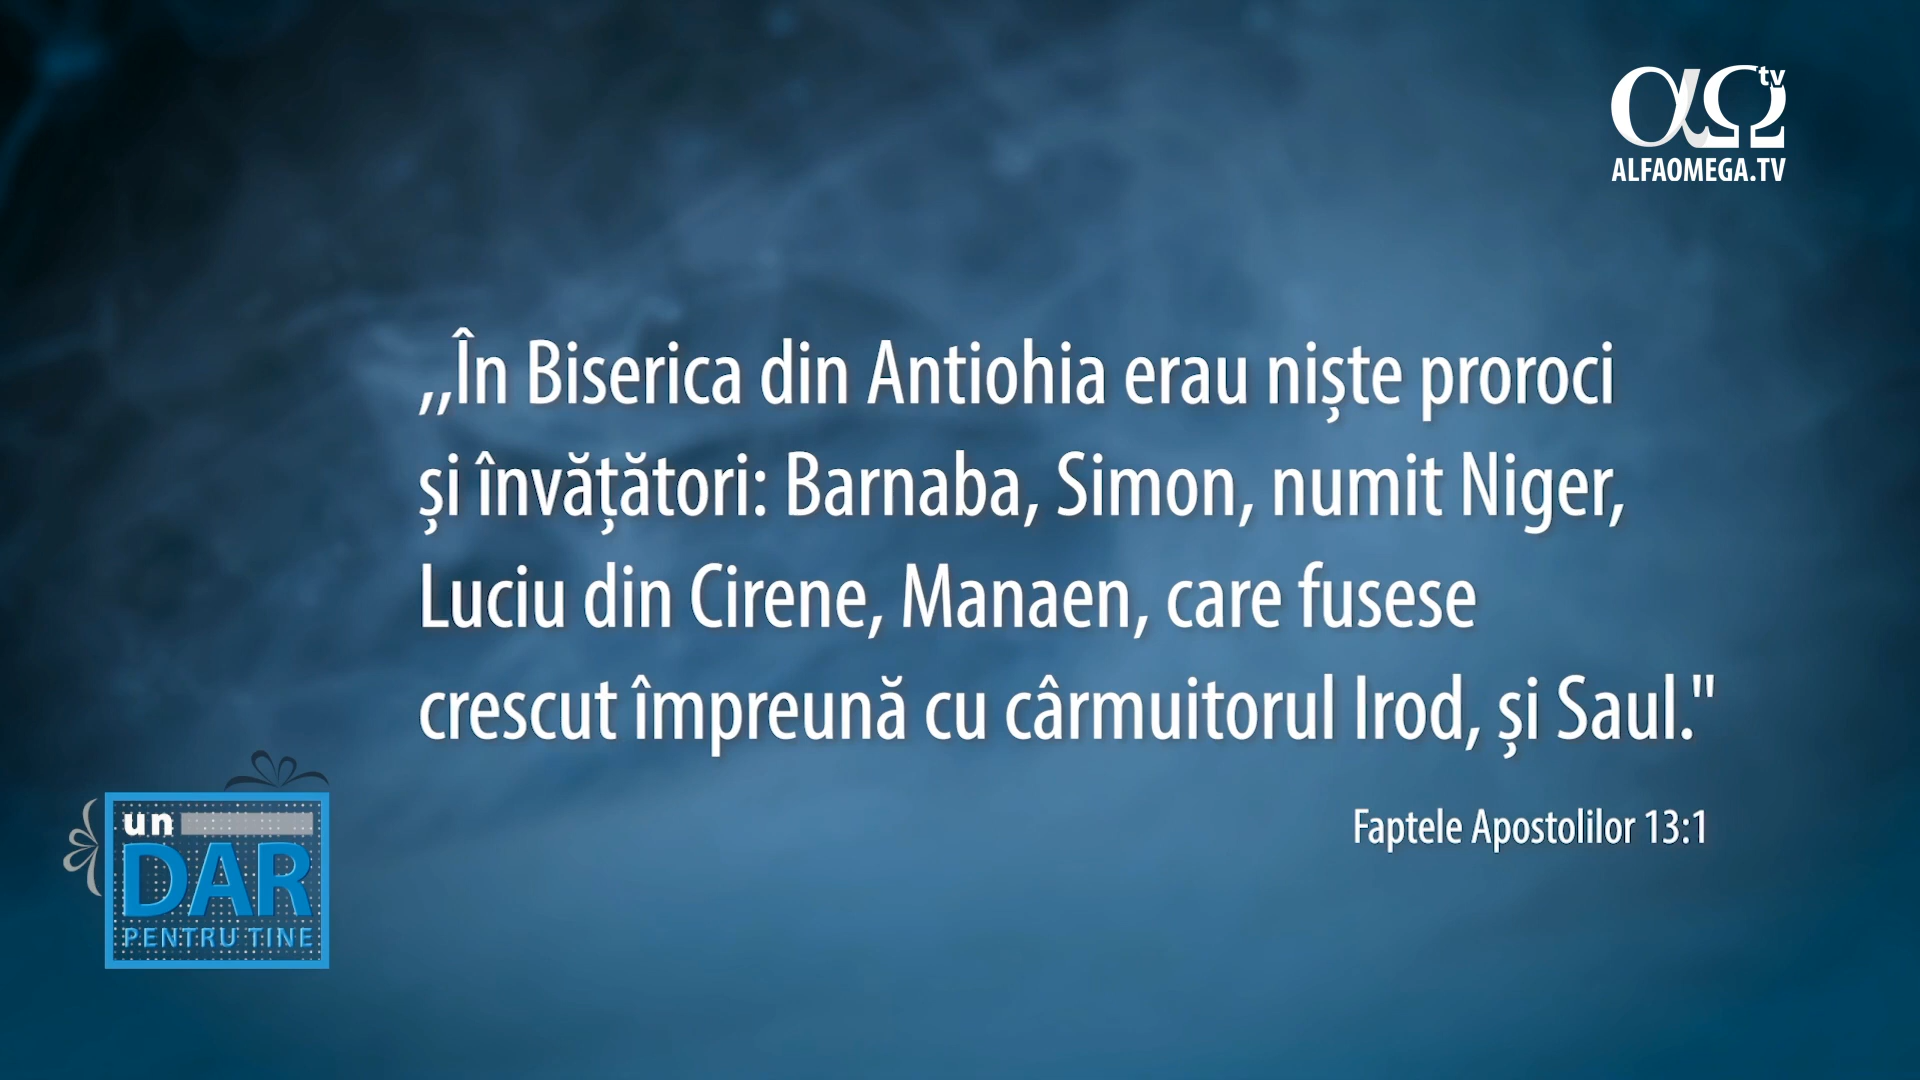 tv
ALFAOMEGA.TV
,,În Biserica din Antiohia erau niște proroci
și învățători: Barnaba, Simon, numit Niger,
Luciu din Cirene, Manaen, care fusese
crescut împreună cu cârmuitorul Irod, și Saul."
Faptele Apostolilor 13:1
un
DAR
PENTRU TINE